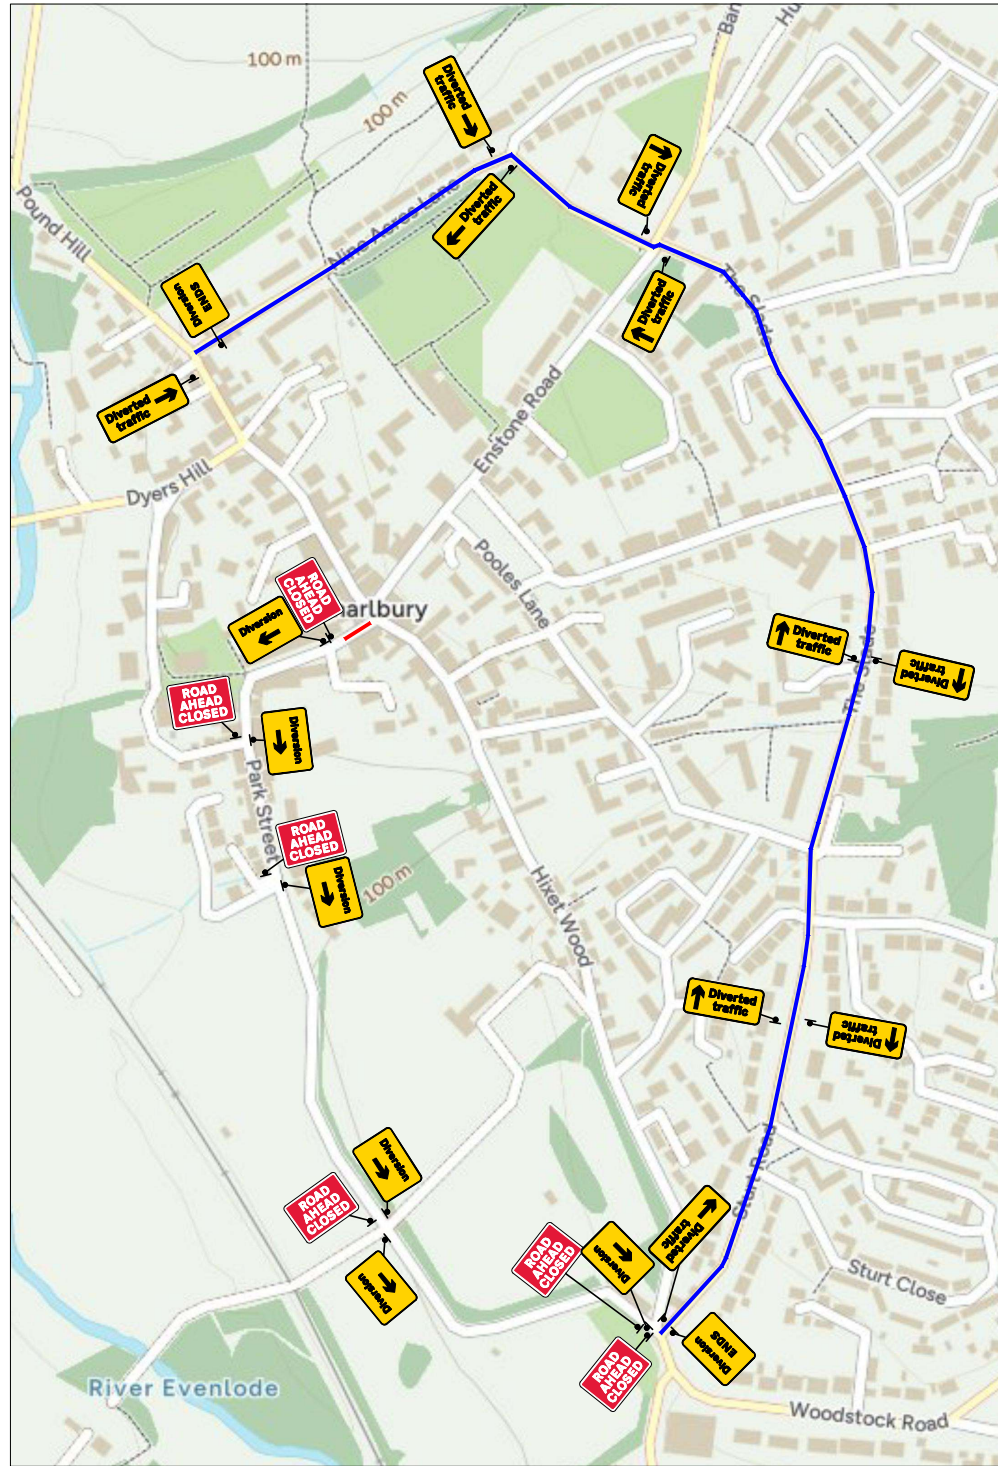 100 m
Ban
Hu
100 m
Diverted
traffic
Diverted
traffic
Pound Hill
Nine Acres Lane
Diverted
traffic
Diversion
ENDS
Diverted
traffic
The Slade
Diverted
traffic
Enstone Road
Dyers Hill
Pooles Lane
ROAD
AHEAD
CLOSED
arlbury
Diversion
Diverted
traffic
Diverted
traffic
The Slade
ROAD
AHEAD
CLOSED
Diversion
Park Street
ROAD
AHEAD
CLOSED
Diversion
100 m
Hixet Wood
Diverted
traffic
Diverted
traffic
Diversion
ROAD
AHEAD
CLOSED
Sturt Road
Diverted
traffic
Diversion
ROAD
AHEAD
CLOSED
Diversion
Sturt Close
Diversion
ENDS
ROAD
AHEAD
CLOSED
River Evenlode
Woodstock Road